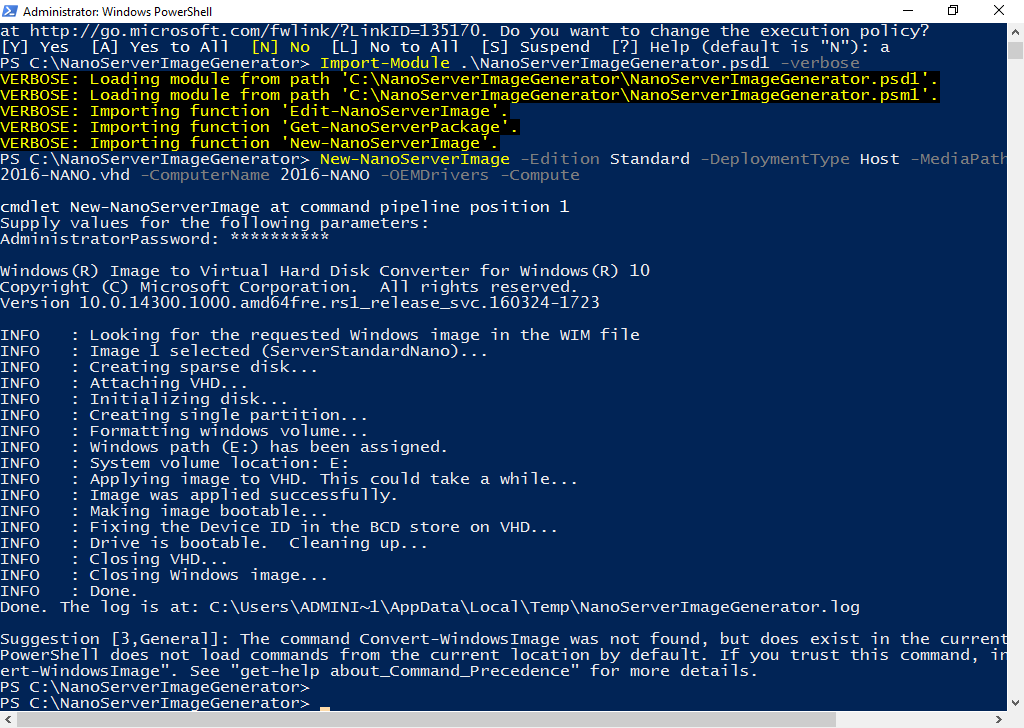 Administrator: Windows PowerShell
at http://go.microsoft.com/fwlink/?LinkID=135170. Do you want to change the execution policy?
[Y] Yes  [A] Yes to All  [N] No  [L] No to All  [S] Suspend  [?] Help (default is "N"): a
PS C:\NanoServerImageGenerator> Import-Module .\NanoServerImageGenerator.psd1 -verbose
VERBOSE: Loading module from path 'C:\NanoServerImageGenerator\NanoServerImageGenerator.psd1'.
VERBOSE: Loading module from path 'C:\NanoServerImageGenerator\NanoServerImageGenerator.psm1'.
VERBOSE: Importing function 'Edit-NanoServerImage'.
VERBOSE: Importing function 'Get-NanoServerPackage'.
VERBOSE: Importing function 'New-NanoServerImage'.
PS C:\NanoServerImageGenerator> New-NanoServerImage -Edition Standard -DeploymentType Host -MediaPath
2016-NANO.vhd -ComputerName 2016-NANO -OEMDrivers -Compute
cmdlet New-NanoServerImage at command pipeline position 1
Supply values for the following parameters:
AdministratorPassword: **********
Windows(R) Image to Virtual Hard Disk Converter for Windows(R) 10
Copyright (C) Microsoft Corporation.  All rights reserved.
Version 10.0.14300.1000.amd64fre.rs1_release_svc.160324-1723
INFO   : Looking for the requested Windows image in the WIM file
INFO   : Image 1 selected (ServerStandardNano)...
INFO   : Creating sparse disk...
INFO   : Attaching VHD...
INFO   : Initializing disk...
INFO   : Creating single partition...
INFO   : Formatting windows volume...
INFO   : Windows path (E:) has been assigned.
INFO   : System volume location: E:
INFO   : Applying image to VHD. This could take a while...
INFO   : Image was applied successfully.
INFO   : Making image bootable...
INFO   : Fixing the Device ID in the BCD store on VHD...
INFO   : Drive is bootable.  Cleaning up...
INFO   : Closing VHD...
INFO   : Closing Windows image...
INFO   : Done.
Done. The log is at: C:\Users\ADMINI~1\AppData\Local\Temp\NanoServerImageGenerator.log
Suggestion [3,General]: The command Convert-WindowsImage was not found, but does exist in the current
PowerShell does not load commands from the current location by default. If you trust this command, in
ert-WindowsImage". See "get-help about_Command_Precedence" for more details.
PS C:\NanoServerImageGenerator>
PS C:\NanoServerImageGenerator> _